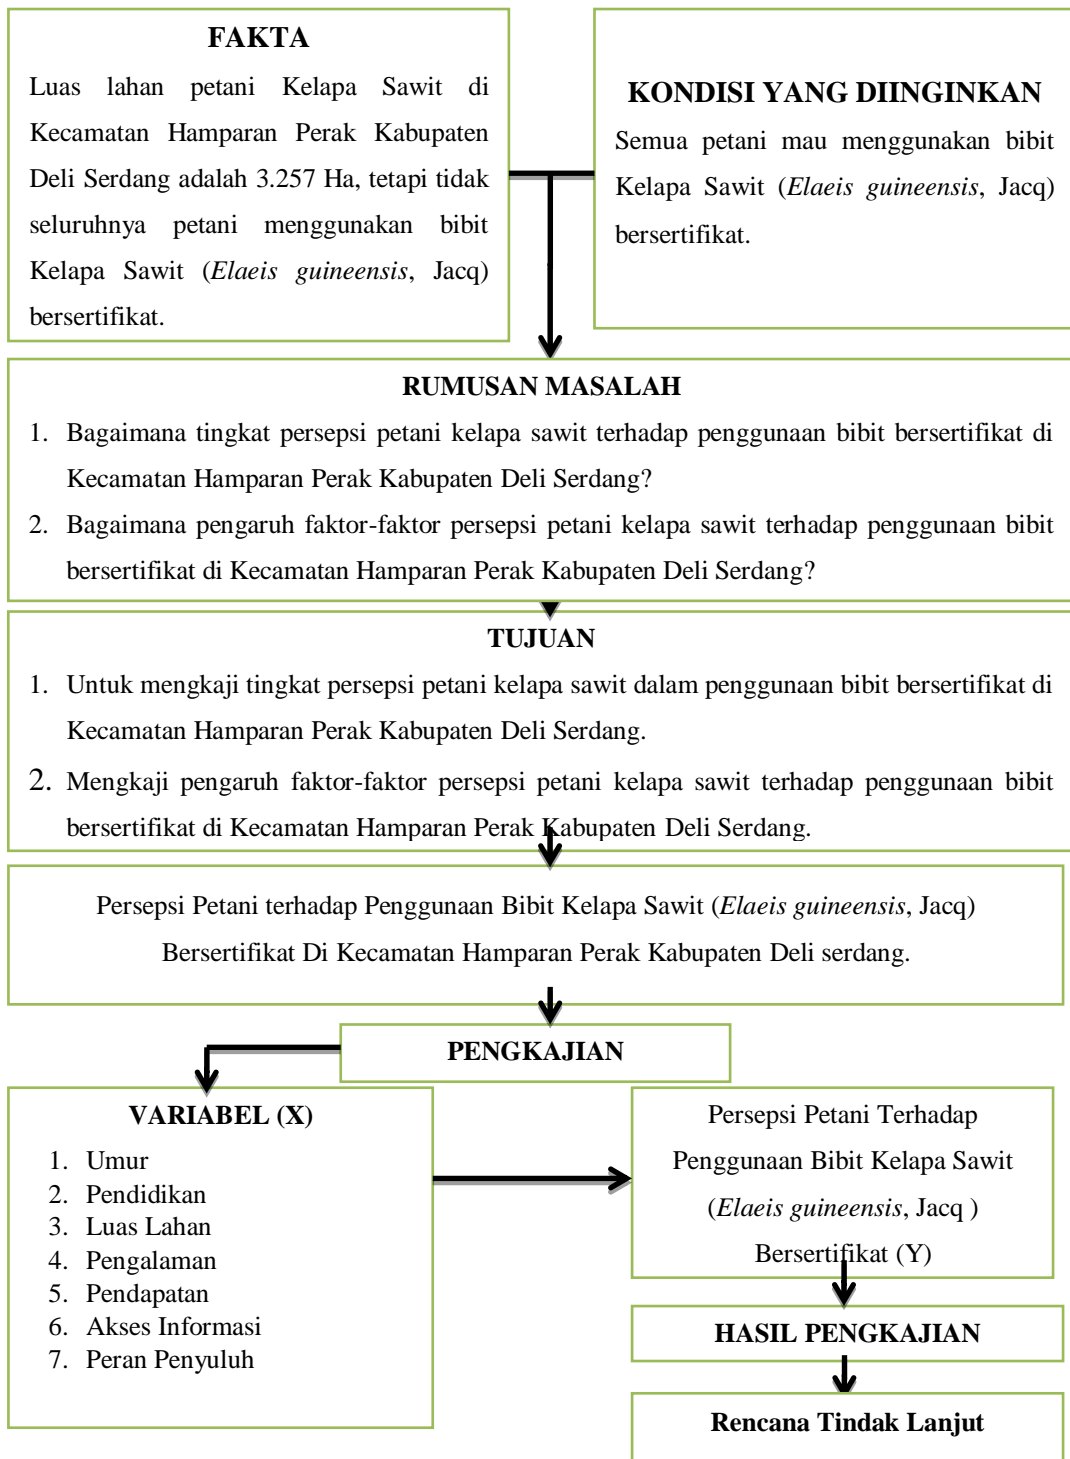 FAKTA
Luas lahan petani Kelapa Sawit di
Kecamatan Hamparan Perak Kabupaten
Deli Serdang adalah 3.257 Ha, tetapi tidak
seluruhnya petani menggunakan bibit
Kelapa Sawit (Elaeis guineensis, Jacq)
bersertifikat.
KONDISI YANG DIINGINKAN
Semua petani mau menggunakan bibit
Kelapa Sawit (Elaeis guineensis, Jacq)
bersertifikat.
RUMUSAN MASALAH
1. Bagaimana tingkat persepsi petani kelapa sawit terhadap penggunaan bibit bersertifikat di
Kecamatan Hamparan Perak Kabupaten Deli Serdang?
2. Bagaimana pengaruh faktor-faktor persepsi petani kelapa sawit terhadap penggunaan bibit
bersertifikat di Kecamatan Hamparan Perak Kabupaten Deli Serdang?
TUJUAN
1. Untuk mengkaji tingkat persepsi petani kelapa sawit dalam penggunaan bibit bersertifikat di
Kecamatan Hamparan Perak Kabupaten Deli Serdang.
2. Mengkaji pengaruh faktor-faktor persepsi petani kelapa sawit terhadap penggunaan bibit
bersertifikat di Kecamatan Hamparan Perak Kabupaten Deli Serdang.
Persepsi Petani terhadap Penggunaan Bibit Kelapa Sawit (Elaeis guineensis, Jacq)
Bersertifikat Di Kecamatan Hamparan Perak Kabupaten Deli serdang.
PENGKAJIAN
VARIABEL (X)
1. Umur
2. Pendidikan
3. Luas Lahan
4. Pengalaman
5. Pendapatan
6. Akses Informasi
7. Peran Penyuluh
Persepsi Petani Terhadap
Penggunaan Bibit Kelapa Sawit
(Elaeis guineensis, Jacq )
Bersertifikat (Y)
HASIL PENGKAJIAN
Rencana Tindak Lanjut